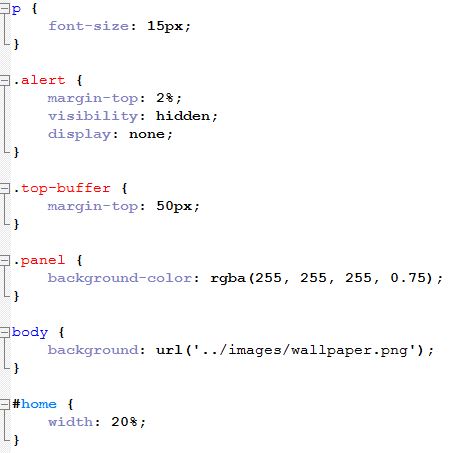 p {
    font-size: 15px;
}

.alert {
    margin-top: 2%;
    visibility: hidden;
    display: none;
}

.top-buffer {
    margin-top: 50px;
}

.panel {
    background-color: rgba(255, 255, 255, 0.75);
}

body {
    background: url('../images/wallpaper.png');
}

#home {
    width: 20%;
}